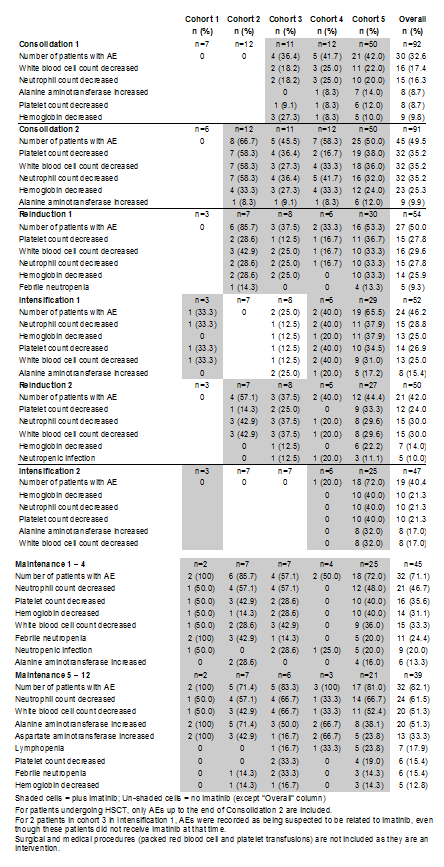 Cohort 1 Cohort 2 Cohort 3 Cohort 4 Cohort 5 Overall
n (%) n (%) n (%) n (%) n (%) n (%)
Consolidation 1 n=7 n=12 n=11 n=12 n=50 n=92
Number of patients with AE 0 0 4 (36.4) 5 (41.7) 21 (42.0) 30 (32.6
White blood cell count decreased 2 (18.2) 3 (25.0) 11 (22.0) 16 (17.4
Neutrophil count decreased 2 (18.2) 3 (25.0) 10 (20.0) 15 (16.3
Alanine aminotransferase increased 0 1 (8.3) 7 (14.0) 8 (8.7)
Platelet count decreased 1 (9.1) 1 (8.3) 6 (12.0) 8 (8.7)
Hemoglobin decreased 3 (27.3) 1 (8.3) 5 (10.0) 9 (9.8)
Consolidation 2 n=6 n=12 n=11 n=12 n=50 n=91
Number of patients with AE 0 8 (66.7) 5 (45.5) 7 (58.3) 25 (50.0) 45 (49.5
Platelet count decreased 7 (58.3) 4 (36.4) 2 (16.7) 19 (38.0) 32 (35.2
White blood cell count decreased 7 (58.3) 3 (27.3) 4 (33.3) 18 (36.0) 32 (35.2
Neutrophil count decreased 7 (58.3) 4 (36.4) 5 (41.7) 16 (32.0) 32 (35.2
Hemoglobin decreased 4 (33.3) 3 (27.3) 4 (33.3) 12 (24.0) 23 (25.3
Alanine aminotransferase increased 1 (8.3) 1 (9.1) 1 (8.3) 6 (12.0) 9 (9.9)
Reinduction 1 n=3 n=7 n=8 n=6 n=30 n=54
Number of patients with AE 0 6 (85.7) 3 (37.5) 2 (33.3) 16 (53.3) 27 (50.0
Platelet count decreased 2 (28.6) 1 (12.5) 1 (16.7) 11 (36.7) 15 (27.8
White blood cell count decreased 3 (42.9) 2 (25.0) 1 (16.7) 10 (33.3) 16 (29.6
Neutrophil count decreased 2 (28.6) 2 (25.0) 1 (16.7) 10 (33.3) 15 (27.8
Hemoglobin decreased 2 (28.6) 2 (25.0) 0 10 (33.3) 14 (25.9
Febrile neutropenia 1 (14.3) 0 0 4 (13.3) 5 (9.3)
Intensification 1 n=3 n=7 n=8 n=5 n=29 n=52
Number of patients with AE 1 (33.3) 0 2 (25.0) 2 (40.0) 19 (65.5) 24 (46.2
Neutrophil count decreased 1 (33.3) 1 (12.5) 2 (40.0) 11 (37.9) 15 (28.8
Hemoglobin decreased 0 1 (12.5) 1 (20.0) 11 (37.9) 13 (25.0
Platelet count decreased 1 (33.3) 1 (12.5) 2 (40.0) 10 (34.5) 14 (26.9
White blood cell count decreased 1 (33.3) 1 (12.5) 2 (40.0) 9 (31.0) 13 (25.0
Alanine aminotransferase increased 0 2 (25.0) 1 (20.0) 5 (17.2) 8 (15.4)
Reinduction 2 n=3 n=7 n=8 n=5 n=27 n=50
Number of patients with AE 0 4 (57.1) 3 (37.5) 2 (40.0) 12 (44.4) 21 (42.0
Platelet count decreased 1 (14.3) 2 (25.0) 0 9 (33.3) 12 (24.0
Neutrophil count decreased 3 (42.9) 3 (37.5) 1 (20.0) 8 (29.6) 15 (30.0
White blood cell count decreased 3 (42.9) 3 (37.5) 1 (20.0) 8 (29.6) 15 (30.0
Hemoglobin decreased 0 1 (12.5) 0 6 (22.2) 7 (14.0)
Neutropenic infection 0 1 (12.5) 1 (20.0) 3 (11.1) 5 (10.0)
Intensification 2 n=3 n=7 n=7 n=5 n=25 n=47
Number of patients with AE 0 0 0 1 (20.0) 18 (72.0) 19 (40.4
Hemoglobin decreased 0 10 (40.0) 10 (21.3
Neutrophil count decreased 0 10 (40.0) 10 (21.3
Platelet count decreased 0 10 (40.0) 10 (21.3
Alanine aminotransferase increased 0 8 (32.0) 8 (17.0)
White blood cell count decreased 0 8 (32.0) 8 (17.0)
Maintenance 1 – 4 n=2 n=7 n=7 n=4 n=25 n=45
Number of patients with AE 2 (100) 6 (85.7) 4 (57.1) 2 (50.0) 18 (72.0) 32 (71.1)
Neutrophil count decreased 1 (50.0) 4 (57.1) 4 (57.1) 0 12 (48.0) 21 (46.7)
Platelet count decreased 1 (50.0) 3 (42.9) 2 (28.6) 0 10 (40.0) 16 (35.6)
Hemoglobin decreased 1 (50.0) 1 (14.3) 2 (28.6) 0 10 (40.0) 14 (31.1)
White blood cell count decreased 1 (50.0) 2 (28.6) 3 (42.9) 0 9 (36.0) 15 (33.3)
Febrile neutropenia 2 (100) 3 (42.9) 1 (14.3) 0 5 (20.0) 11 (24.4)
Neutropenic infection 1 (50.0) 0 2 (28.6) 1 (25.0) 5 (20.0) 9 (20.0)
Alanine aminotransferase increased 0 2 (28.6) 0 0 4 (16.0) 6 (13.3)
Maintenance 5 – 12 n=2 n=7 n=6 n=3 n=21 n=39
Number of patients with AE 2 (100) 5 (71.4) 5 (83.3) 3 (100) 17 (81.0) 32 (82.1)
Neutrophil count decreased 1 (50.0) 4 (57.1) 4 (66.7) 1 (33.3) 14 (66.7) 24 (61.5)
White blood cell count decreased 1 (50.0) 3 (42.9) 4 (66.7) 1 (33.3) 11 (52.4) 20 (51.3)
Alanine aminotransferase increased 2 (100) 5 (71.4) 3 (50.0) 2 (66.7) 8 (38.1) 20 (51.3)
Aspartate aminotransferase increased 2 (100) 3 (42.9) 1 (16.7) 2 (66.7) 5 (23.8) 13 (33.3)
Lymphopenia 0 0 1 (16.7) 1 (33.3) 5 (23.8) 7 (17.9)
Platelet count decreased 0 0 2 (33.3) 0 4 (19.0) 6 (15.4)
Febrile neutropenia 0 1 (14.3) 2 (33.3) 0 3 (14.3) 6 (15.4)
Hemoglobin decreased 0 1 (14.3) 1 (16.7) 0 3 (14.3) 5 (12.8)
Shaded cells = plus imatinib; Un-shaded cells = no imatinib (except "Overall" column)
For patients undergoing HSCT, only AEs up to the end of Consolidation 2 are included.
For 2 patients in cohort 3 in Intensification 1, AEs were recorded as being suspected to be related to imatinib, even
though these patients did not receive imatinib at that time.
Surgical and medical procedures (packed red blood cell and platelet transfusions) are not included as they are an
intervention.